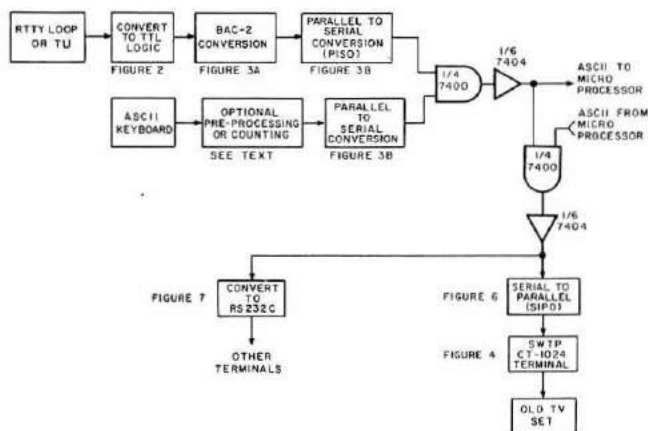 RTTY LOOP
OR TU
CONVERT
TO TTL
LOGIC
FIGURE 2
BAC-2
CONVERSION
FIGURE 3A
PARALLEL TO
SERIAL
CONVERSION
(PISO)
FIGURE 3B
1/4
7400
1/6
7404
ASCII TO
MICRO
PROCESSOR
ASCII
KEYBOARD
OPTIONAL
PRE-PROCESSING
OR COUNTING
SEE TEXT
PARALLEL
TO
SERIAL
CONVERSION
FIGURE 3B
ASCII FROM
MICRO
PROCESSOR
1/4
7400
1/6
7404
FIGURE 7
CONVERT
TO
RS232C
OTHER
TERMINALS
FIGURE 6
SERIAL TO
PARALLEL
(SIPO)
FIGURE 4
SWTP
CT-1024
TERMINAL
OLD TV
SET